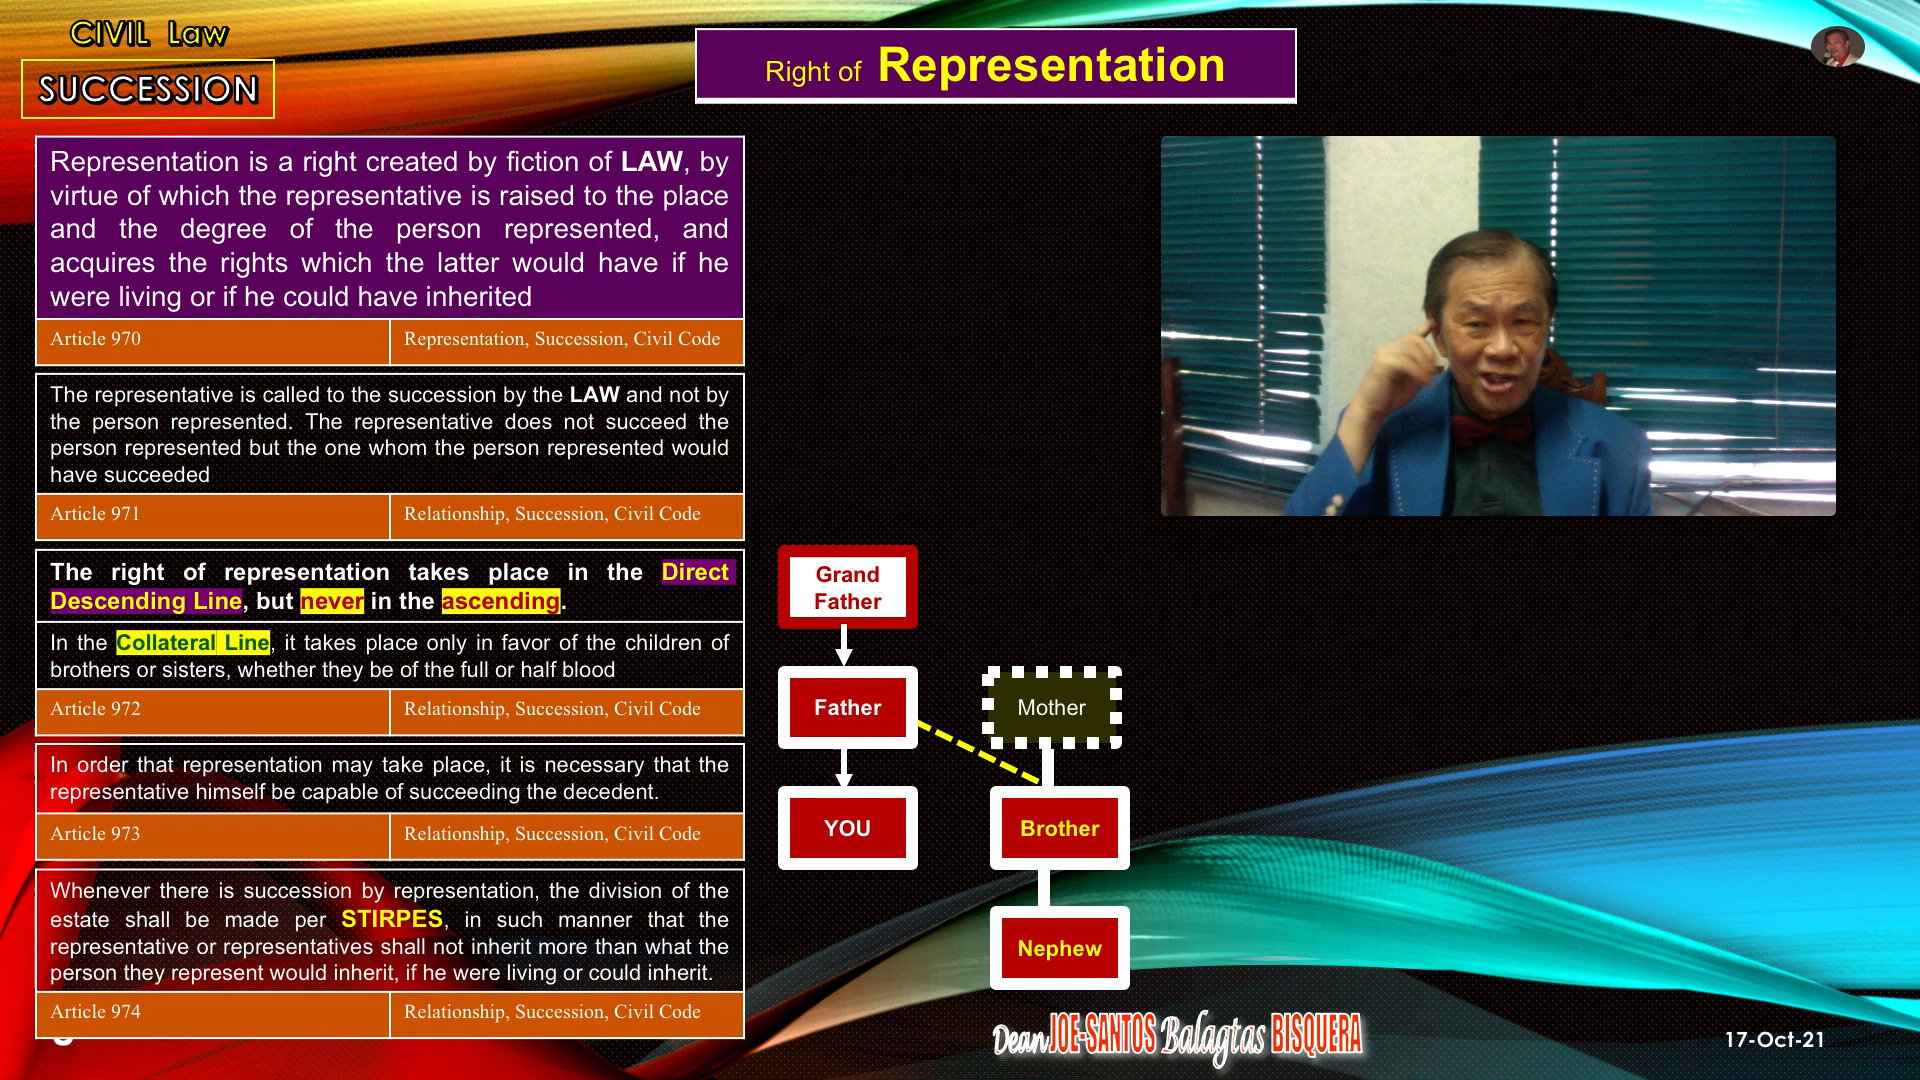 CIVIL Law
SUCCESSION
Right of Representation
Representation is a right created by fiction of LAW, by
virtue of which the representative is raised to the place
and the degree of the person represented, and
acquires the rights which the latter would have if he
were living or if he could have inherited
Article 970 Representation, Succession, Civil Code
The representative is called to the succession by the LAW and not by
the person represented. The representative does not succeed the
person represented but the one whom the person represented would
have succeeded
Article 971 Relationship, Succession, Civil Code
The right of representation takes place in the Direct
Descending Line, but never in the ascending.
In the Collateral Line, it takes place only in favor of the children of
brothers or sisters, whether they be of the full or half blood
Article 972 Relationship, Succession, Civil Code
In order that representation may take place, it is necessary that the
representative himself be capable of succeeding the decedent.
Article 973 Relationship, Succession, Civil Code
Whenever there is succession by representation, the division of the
estate shall be made per STIRPES, in such manner that the
representative or representatives shall not inherit more than what the
person they represent would inherit, if he were living or could inherit.
Article 974 Relationship, Succession, Civil Code
Grand
Father
Father
Mother
YOU
Brother
Nephew
Dean JOE-SANTOS Balagtas BISQUERA
17-Oct-21